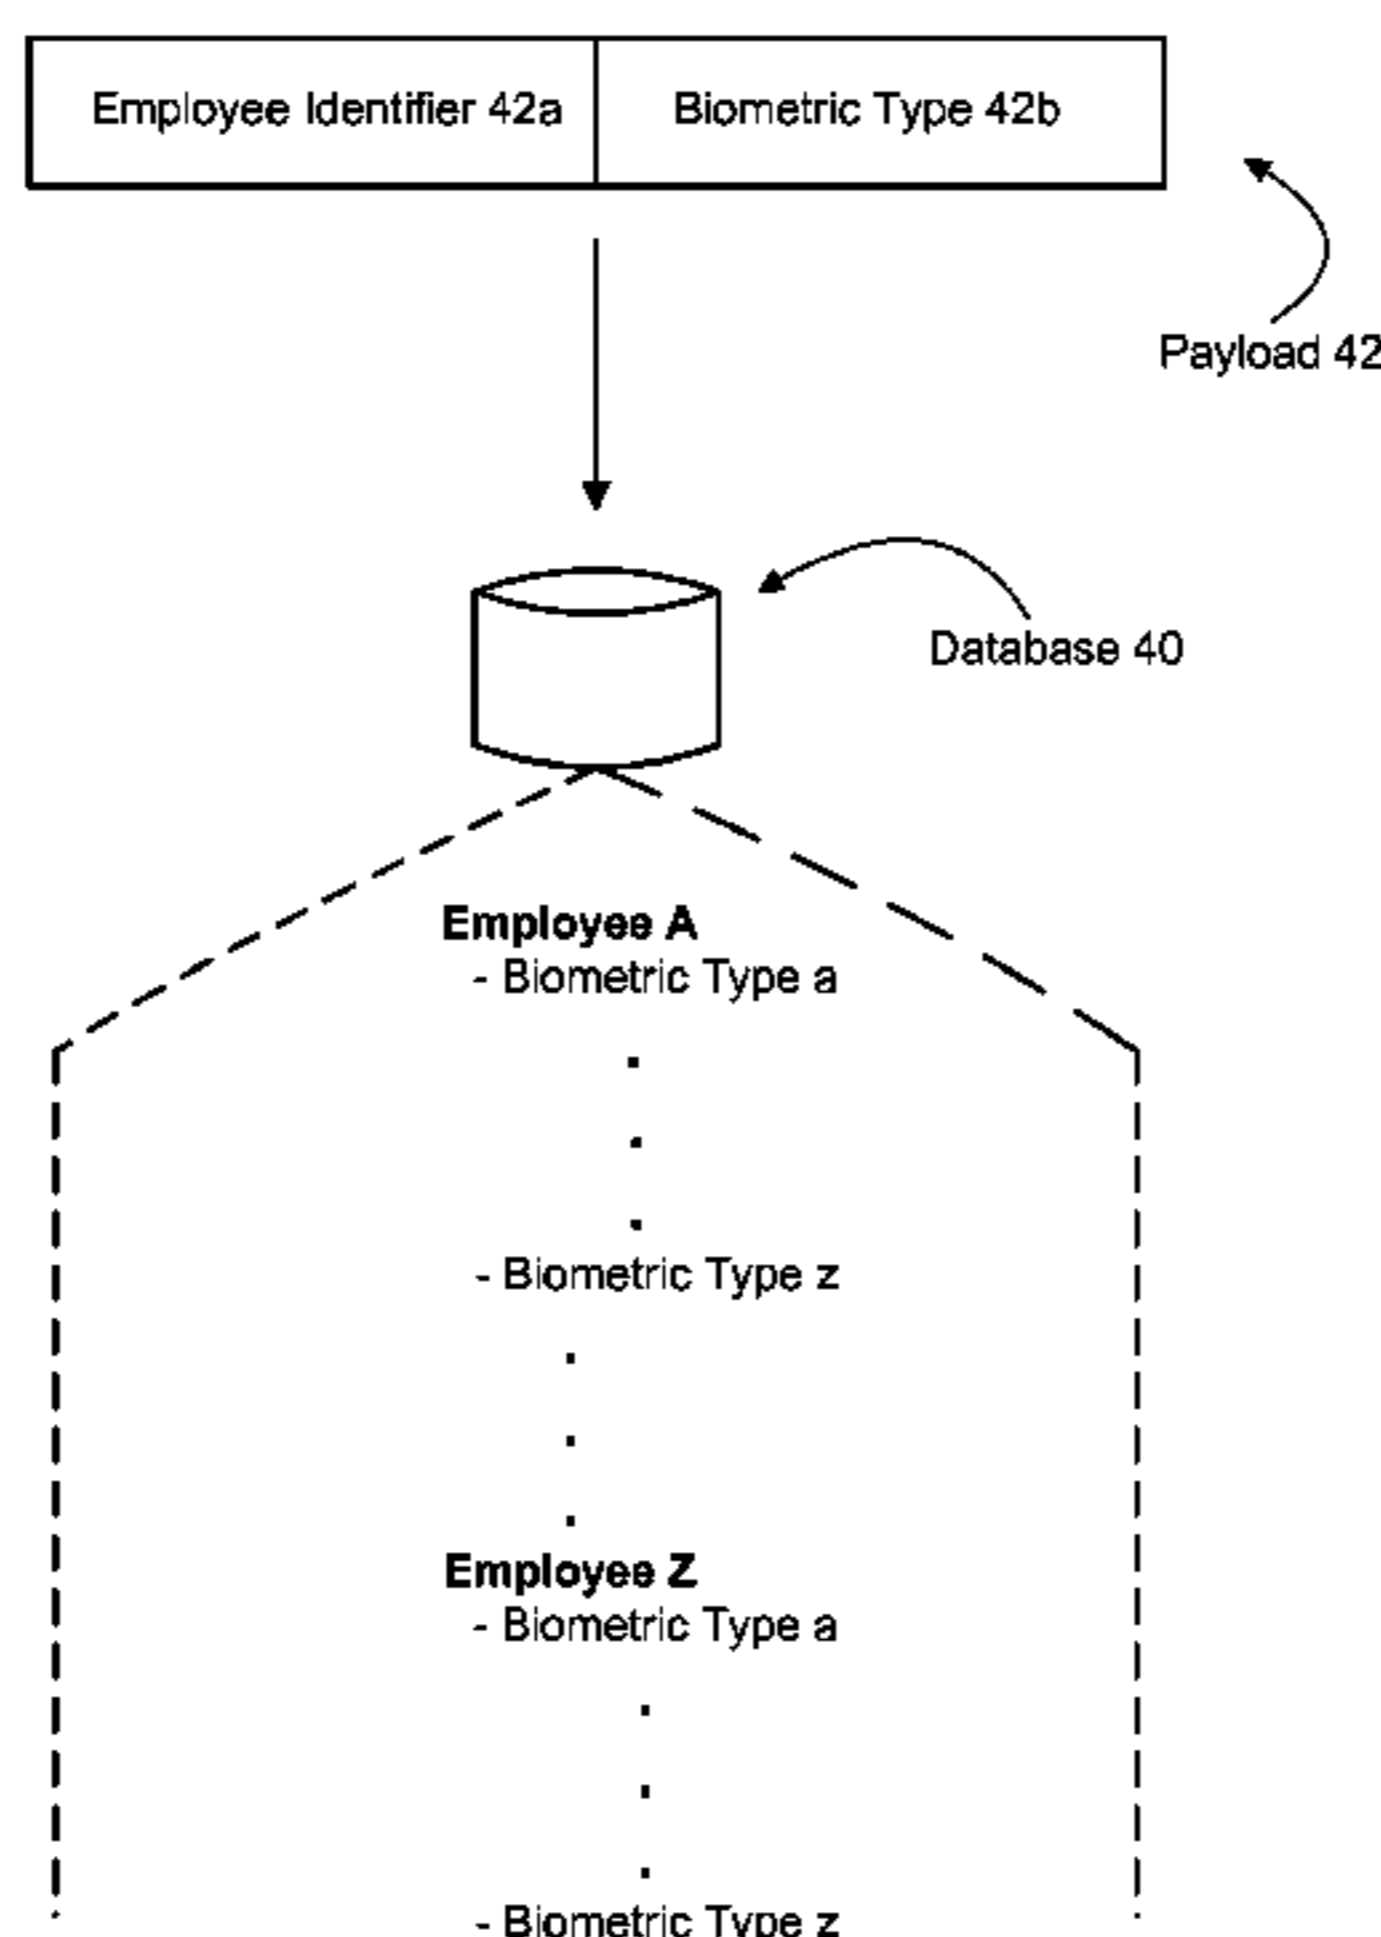 Employee Identifier 42a
Biometric Type 42b
Payload 42
Database 40
Employee A
- Biometric Type a
.
.
.
- Biometric Type z
.
.
.
Employee Z
- Biometric Type a
.
.
.
- Biometric Type z